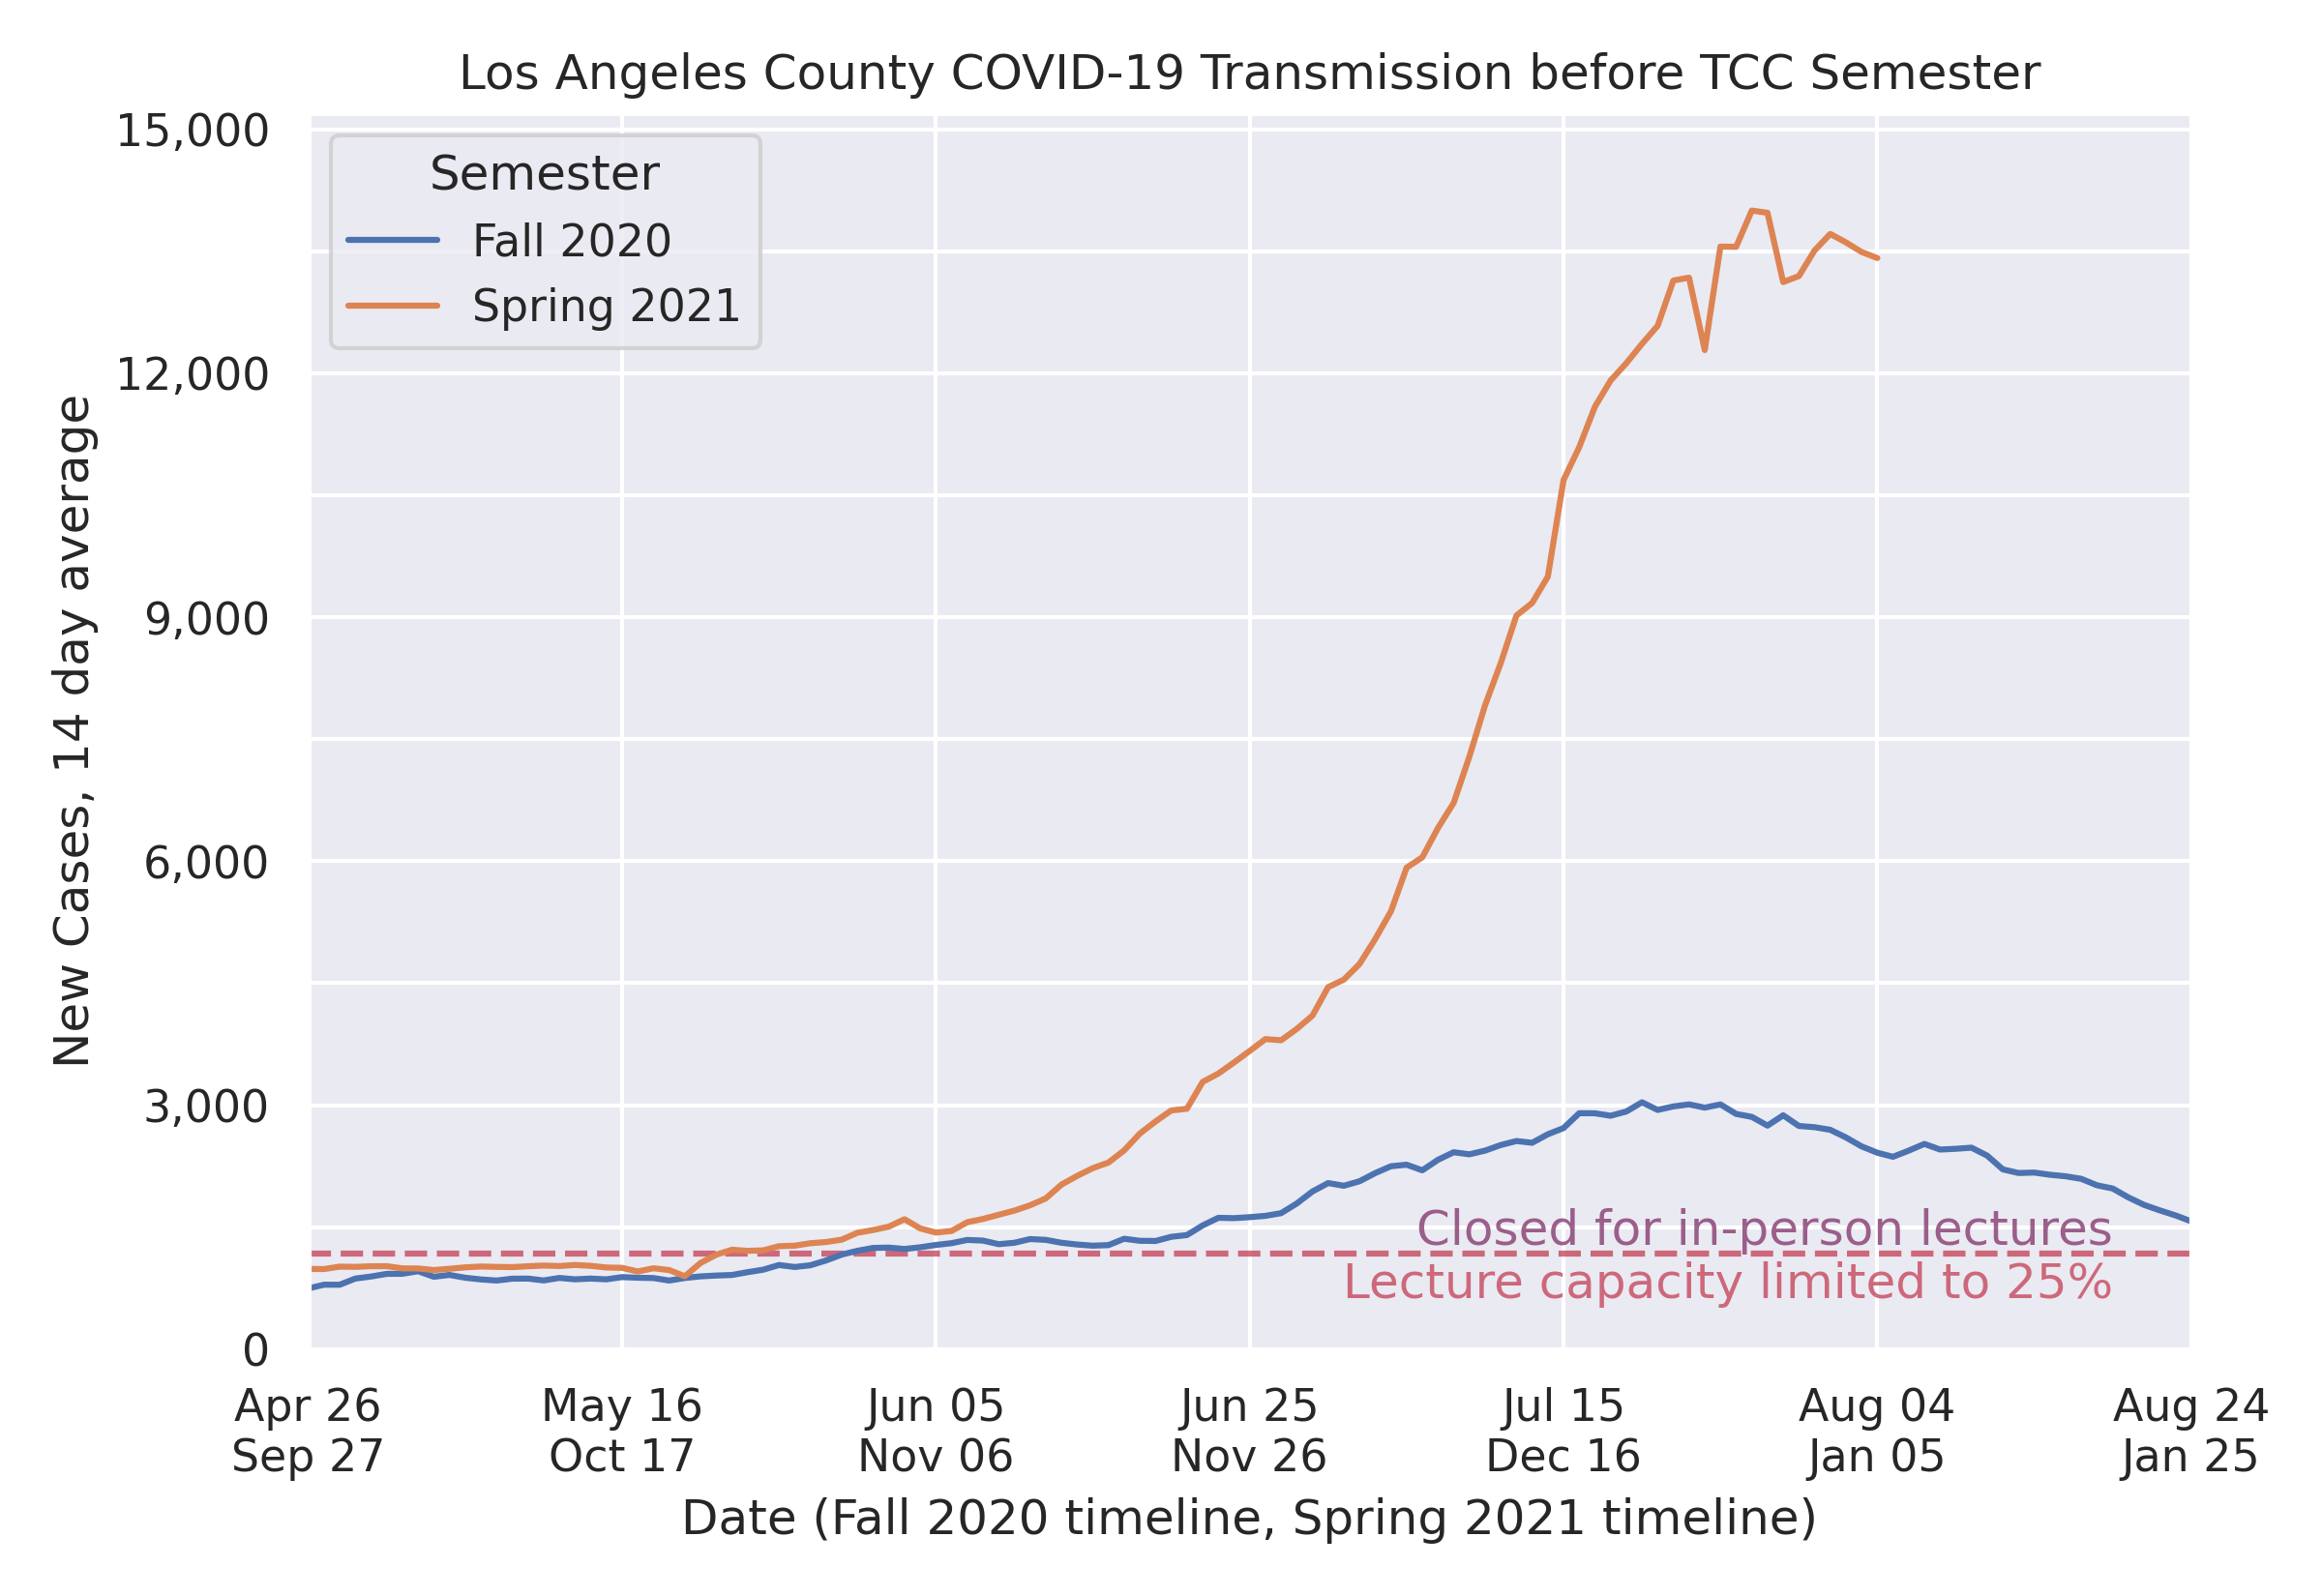 Los Angeles County COVID-19 Transmission before TCC Semester
15,000
12,000
9,000
6,000
3,000
0
New Cases, 14 day average
Semester
Fall 2020
Spring 2021
Closed for in-person lectures
Lecture capacity limited to 25%
Apr 26 May 16 Jun 05 Jun 25 Jul 15 Aug 04 Aug 24
Sep 27 Oct 17 Nov 06 Nov 26 Dec 16 Jan 05 Jan 25
Date (Fall 2020 timeline, Spring 2021 timeline)